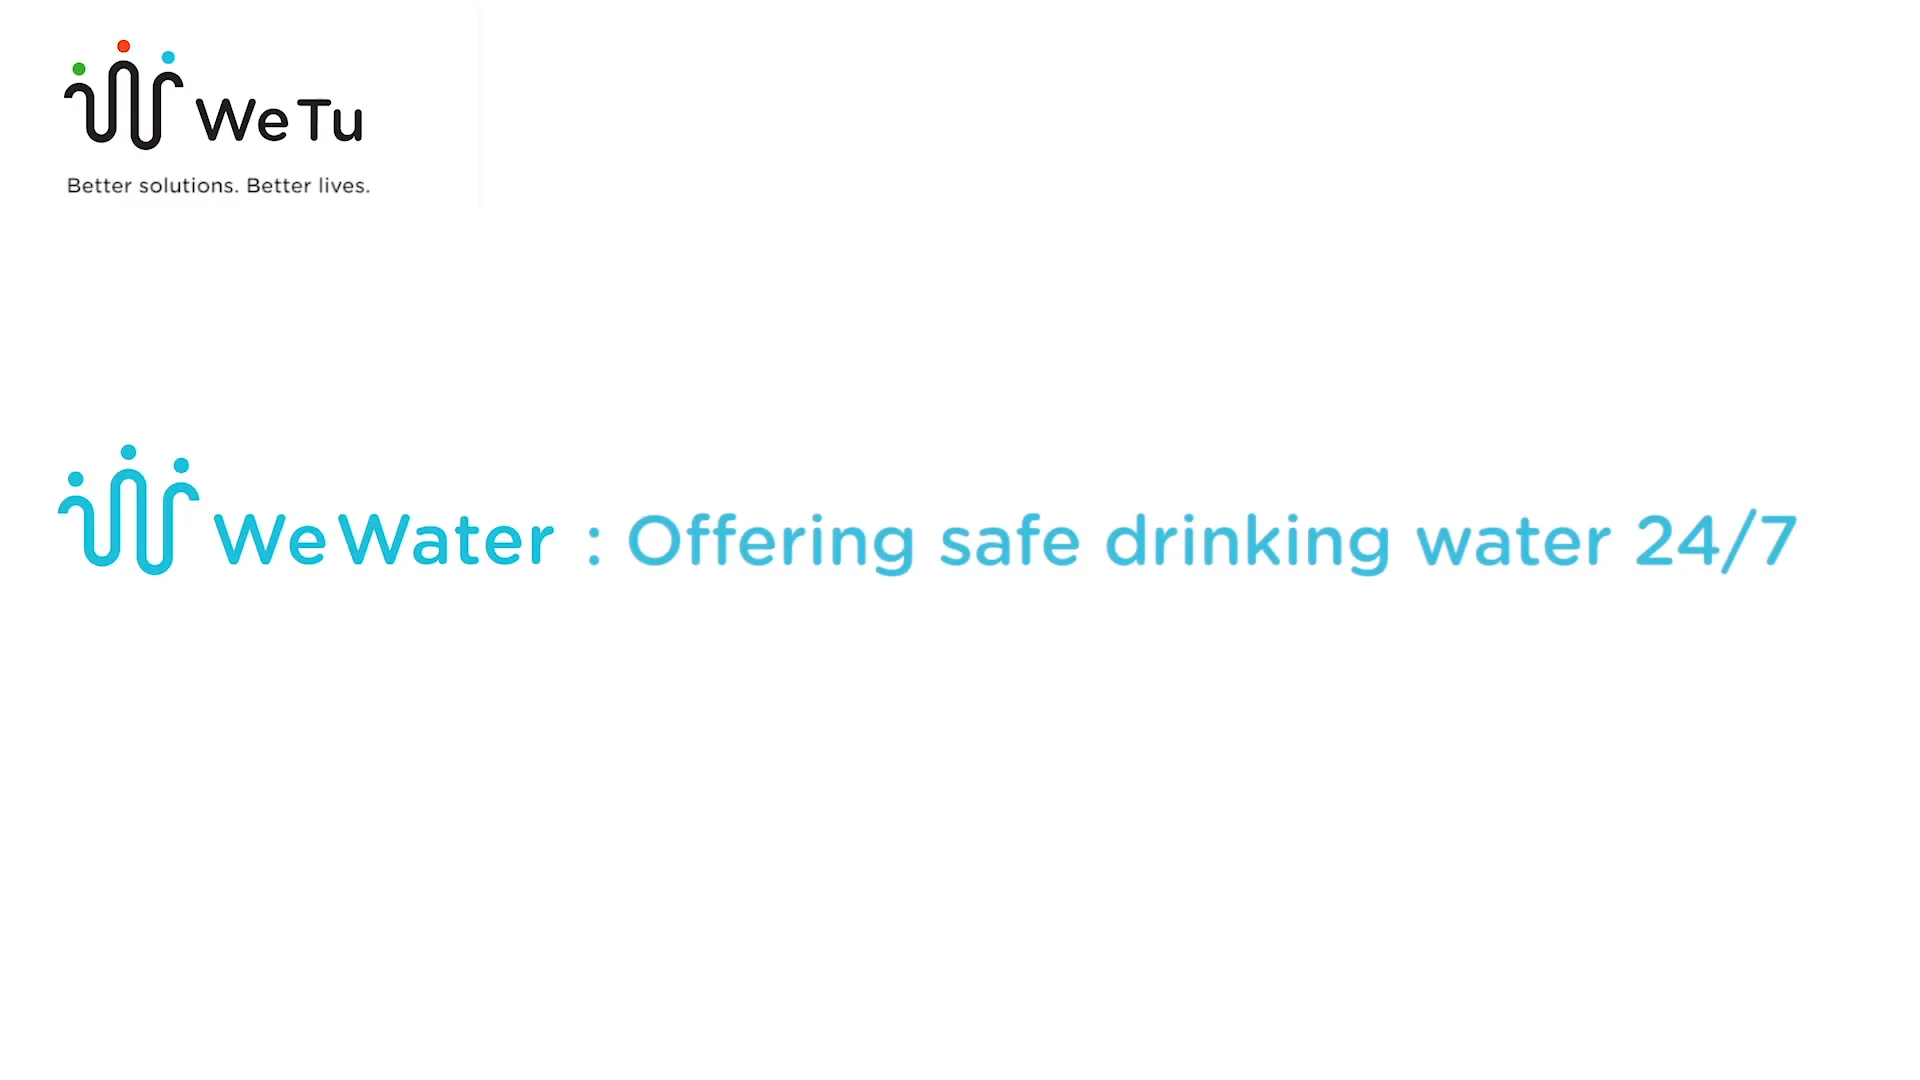 WeTu
Better solutions. Better lives.
WeWater : Offering safe drinking water 24/7